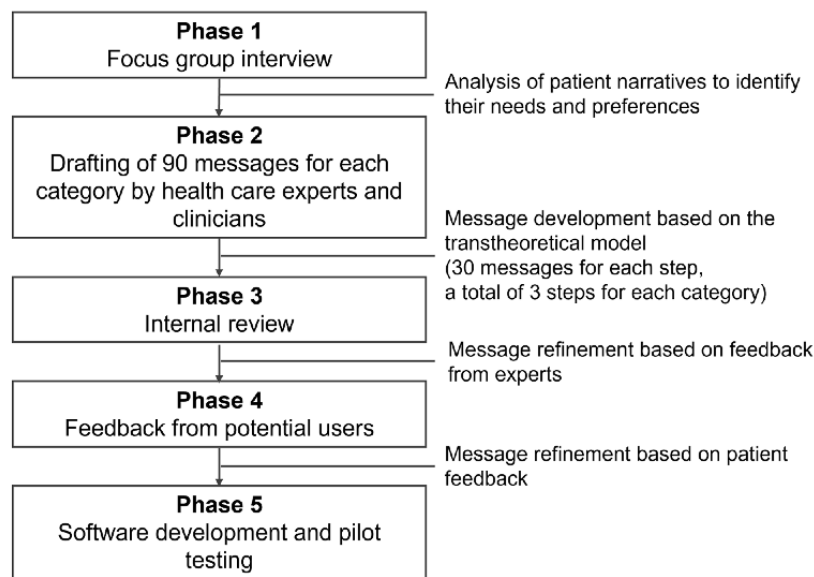 Phase 1
Focus group interview
Analysis of patient narratives to identify
their needs and preferences
Phase 2
Drafting of 90 messages for each
category by health care experts and
clinicians
Message development based on the
transtheoretical model
(30 messages for each step,
a total of 3 steps for each category)
Phase 3
Internal review
Message refinement based on feedback
from experts
Phase 4
Feedback from potential users
Message refinement based on patient
feedback
Phase 5
Software development and pilot
testing